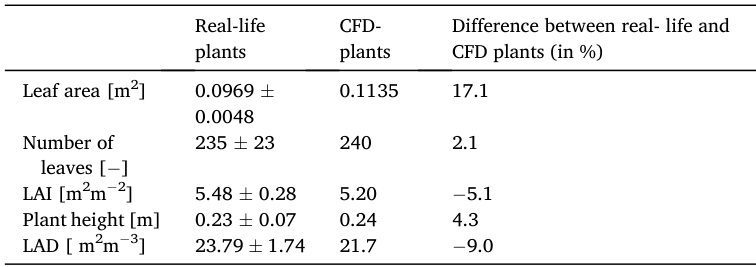 Real-life CFD- Difference between real- life and
plants plants CFD plants (in %)
Leaf area [m²] 0.0969 ± 0.1135 17.1
0.0048
Number of 235 ± 23 240 2.1
leaves [−]
LAI [m²m⁻²] 5.48 ± 0.28 5.20 −5.1
Plant height [m] 0.23 ± 0.07 0.24 4.3
LAD [ m²m⁻³] 23.79 ± 1.74 21.7 −9.0